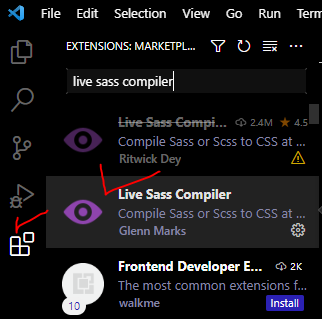 File Edit Selection View Go Run Term
EXTENSIONS: MARKETPL...
live sass compiler
Live Sass Compi... 2.4M ★ 4.5
Compile Sass or Scss to CSS at ...
Ritwick Dey
Live Sass Compiler
Compile Sass or Scss to CSS at ...
Glenn Marks
Frontend Developer E... 2K
The most common extensions f...
walkme Install
10